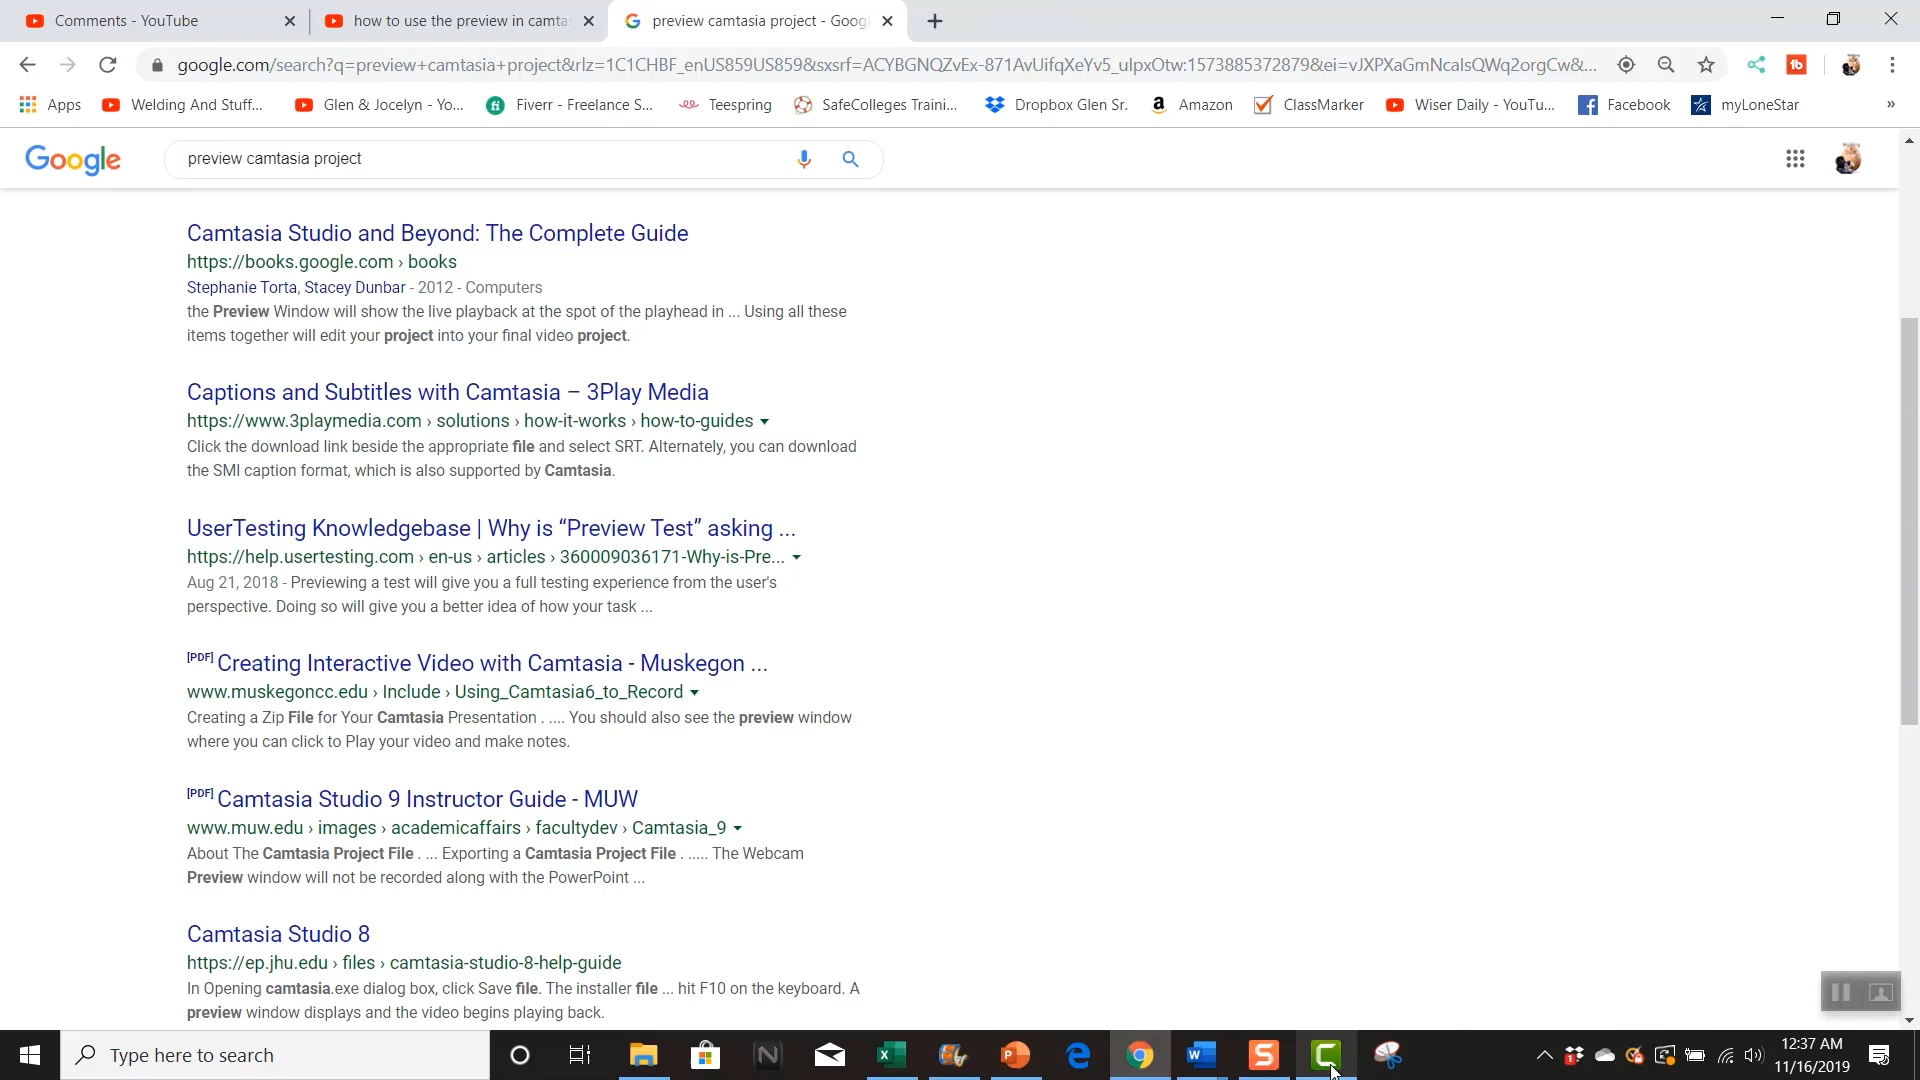 Comments - YouTube
how to use the preview in camta
preview camtasia project - Goog
google.com/search?q=preview+camtasia+project&rlz=1C1CHBF_enUS859US859&sxsrf=ACYBGNQZvEx-871AvUifqXeYv5_ulpxOtw:1573885372879&ei=vJXPXaGmNcalsQWq2orgCw&...
Apps
Welding And Stuff...
Glen & Jocelyn - Yo...
Fiverr - Freelance S...
Teespring
SafeColleges Traini...
Dropbox Glen Sr.
Amazon
ClassMarker
Wiser Daily - YouTu...
Facebook
myLoneStar
»
Google
preview camtasia project
Camtasia Studio and Beyond: The Complete Guide
https://books.google.com › books
Stephanie Torta, Stacey Dunbar - 2012 - Computers
the Preview Window will show the live playback at the spot of the playhead in ... Using all these
items together will edit your project into your final video project.
Captions and Subtitles with Camtasia – 3Play Media
https://www.3playmedia.com › solutions › how-it-works › how-to-guides
Click the download link beside the appropriate file and select SRT. Alternately, you can download
the SMI caption format, which is also supported by Camtasia.
UserTesting Knowledgebase | Why is “Preview Test” asking ...
https://help.usertesting.com › en-us › articles › 360009036171-Why-is-Pre...
Aug 21, 2018 - Previewing a test will give you a full testing experience from the user's
perspective. Doing so will give you a better idea of how your task ...
[PDF] Creating Interactive Video with Camtasia - Muskegon ...
www.muskegoncc.edu › Include › Using_Camtasia6_to_Record
Creating a Zip File for Your Camtasia Presentation . .... You should also see the preview window
where you can click to Play your video and make notes.
[PDF] Camtasia Studio 9 Instructor Guide - MUW
www.muw.edu › images › academicaffairs › facultydev › Camtasia_9
About The Camtasia Project File . ... Exporting a Camtasia Project File . ..... The Webcam
Preview window will not be recorded along with the PowerPoint ...
Camtasia Studio 8
https://ep.jhu.edu › files › camtasia-studio-8-help-guide
In Opening camtasia.exe dialog box, click Save file. The installer file ... hit F10 on the keyboard. A
preview window displays and the video begins playing back.
Type here to search
12:37 AM
11/16/2019